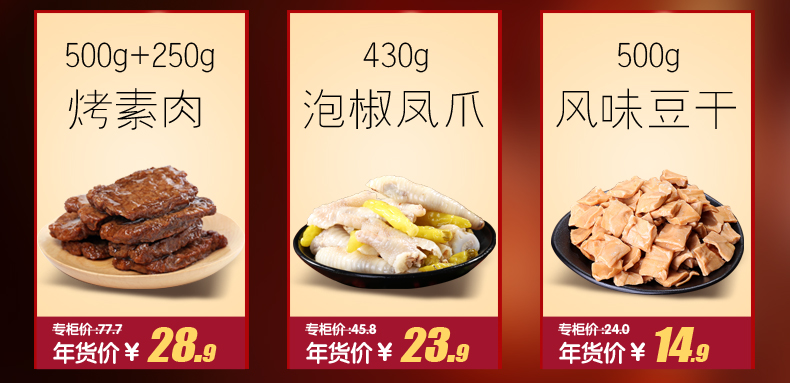 500g+250g
烤素肉
专柜价:77.7
年货价¥28.9
430g
泡椒凤爪
专柜价:45.8
年货价¥23.9
500g
风味豆干
专柜价:24.0
年货价¥14.9